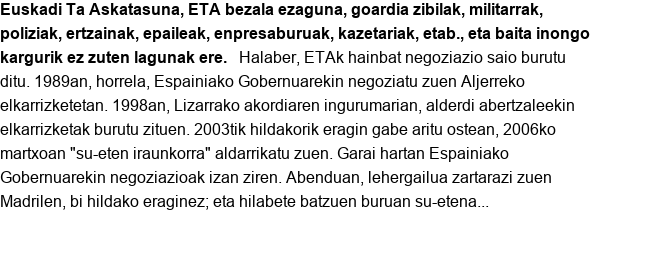 Euskadi Ta Askatasuna, ETA bezala ezaguna, goardia zibilak, militarrak,
poliziak, ertzainak, epaileak, enpresaburuak, kazetariak, etab., eta baita inongo
kargurik ez zuten lagunak ere. Halaber, ETAk hainbat negoziazio saio burutu
ditu. 1989an, horrela, Espainiako Gobernuarekin negoziatu zuen Aljerreko
elkarrizketetan. 1998an, Lizarrako akordiaren ingurumarian, alderdi abertzaleekin
elkarrizketak burutu zituen. 2003tik hildakorik eragin gabe aritu ostean, 2006ko
martxoan "su-eten iraunkorra" aldarrikatu zuen. Garai hartan Espainiako
Gobernuarekin negoziazioak izan ziren. Abenduan, lehergailua zartarazi zuen
Madrilen, bi hildako eraginez; eta hilabete batzuen buruan su-etena...